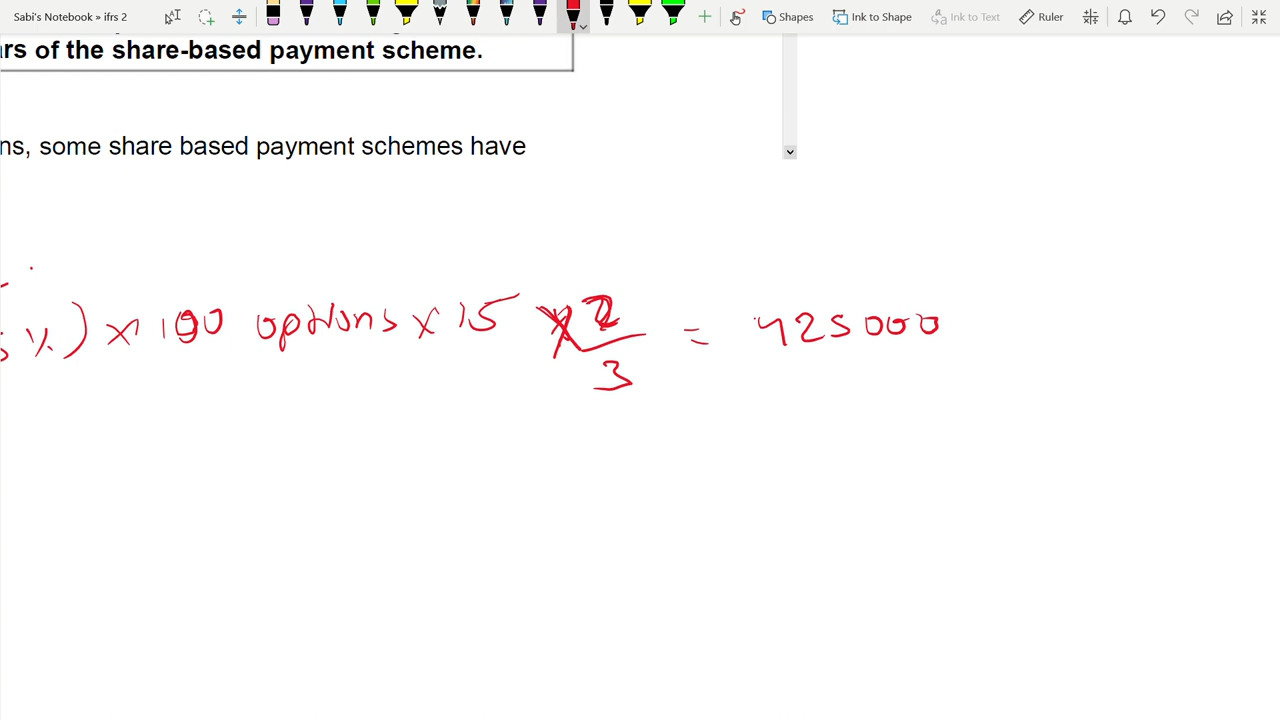 Sabi's Notebook » ifrs 2 Shapes Ink to Shape Ink to Text Ruler
ars of the share-based payment scheme.
ns, some share based payment schemes have
%) × 100 options × 15 × 2/3 = 425000